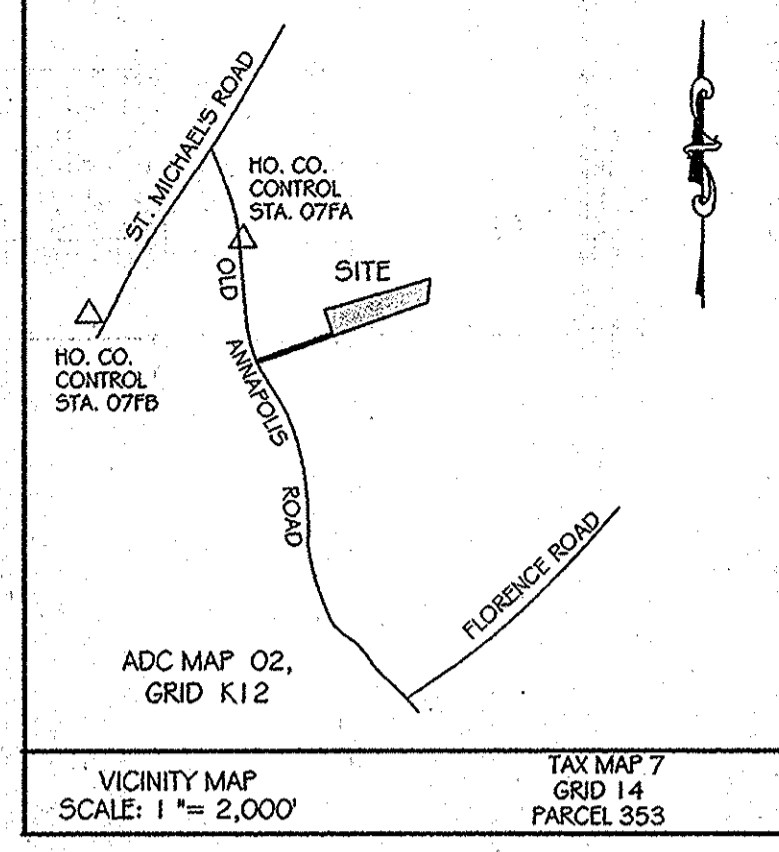 ST. MICHAEL'S ROAD
HO. CO.
CONTROL
STA. 07FA
OLD
SITE
ANNAPOLIS
HO. CO.
CONTROL
STA. 07FB
ROAD
FLORENCE ROAD
ADC MAP 02,
GRID K12
VICINITY MAP
SCALE: 1 "= 2,000'
TAX MAP 7
GRID 14
PARCEL 353